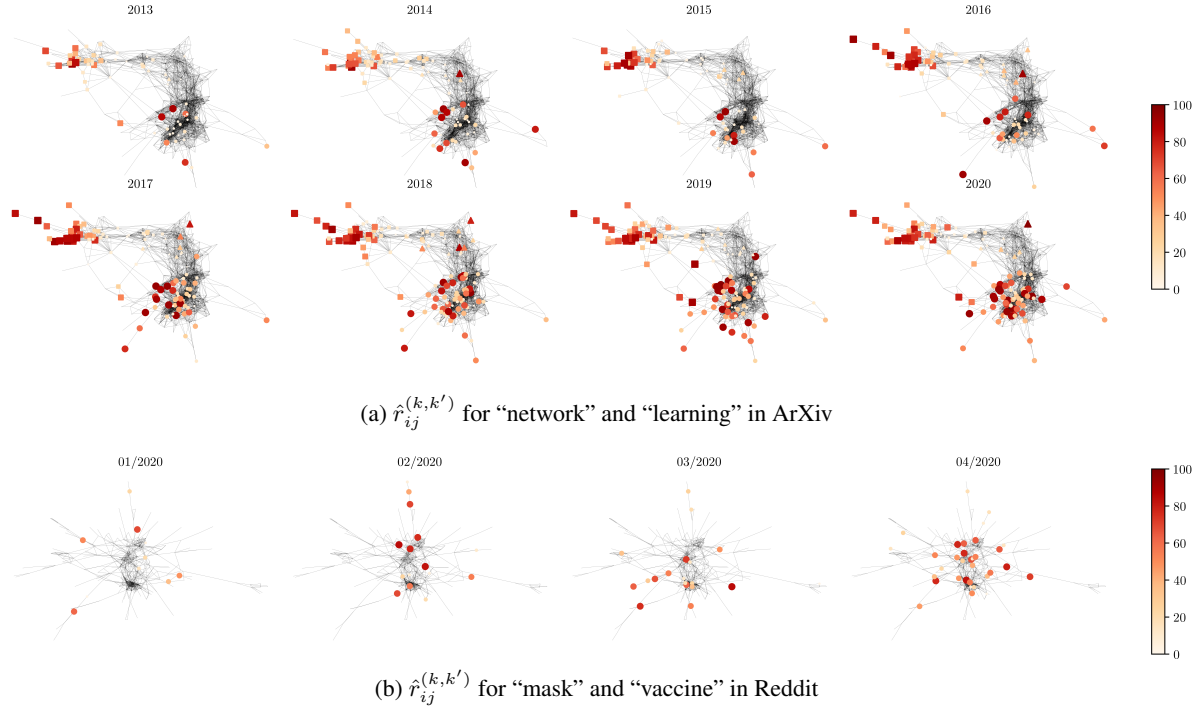 2013 2014 2015 2016
2017 2018 2019 2020
100
80
60
40
20
0
(a) r̂_{ij}^{(k,k′)} for “network” and “learning” in ArXiv
01/2020 02/2020 03/2020 04/2020
100
80
60
40
20
0
(b) r̂_{ij}^{(k,k′)} for “mask” and “vaccine” in Reddit